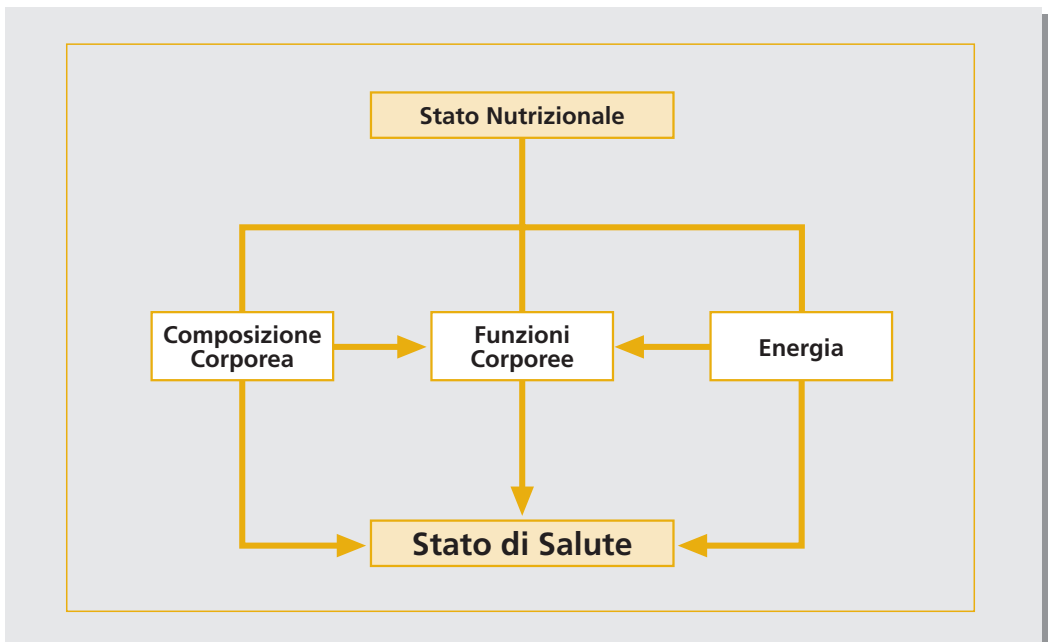 Stato Nutrizionale
Composizione
Corporea
Funzioni
Corporee
Energia
Stato di Salute